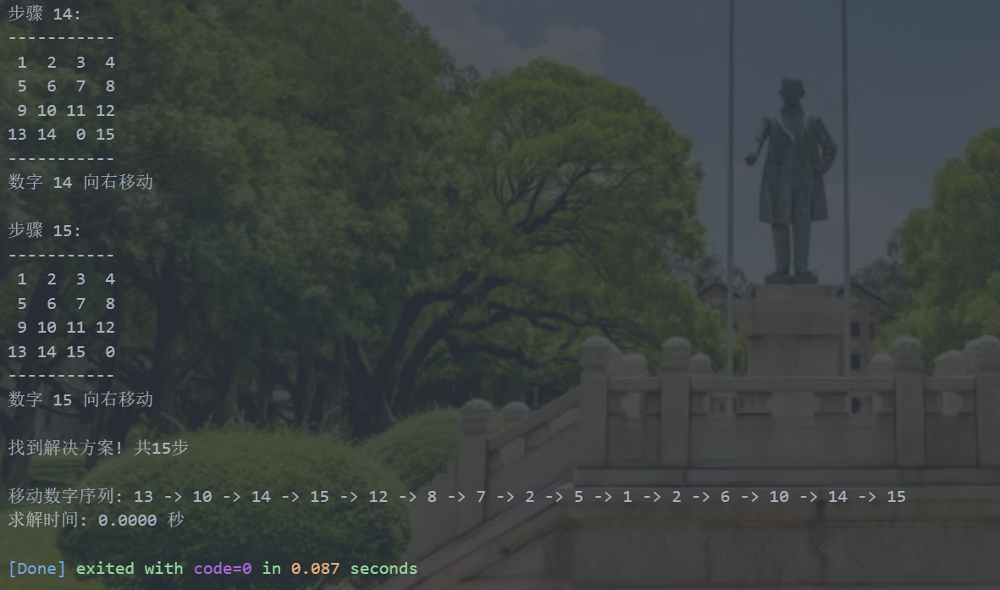 步骤 14:
-----------
 1  2  3  4
 5  6  7  8
 9 10 11 12
13 14  0 15
-----------
数字 14 向右移动
步骤 15:
-----------
 1  2  3  4
 5  6  7  8
 9 10 11 12
13 14 15  0
-----------
数字 15 向右移动
找到解决方案! 共15步
移动数字序列: 13 -> 10 -> 14 -> 15 -> 12 -> 8 -> 7 -> 2 -> 5 -> 1 -> 2 -> 6 -> 10 -> 14 -> 15
求解时间: 0.0000 秒
[Done] exited with code=0 in 0.087 seconds